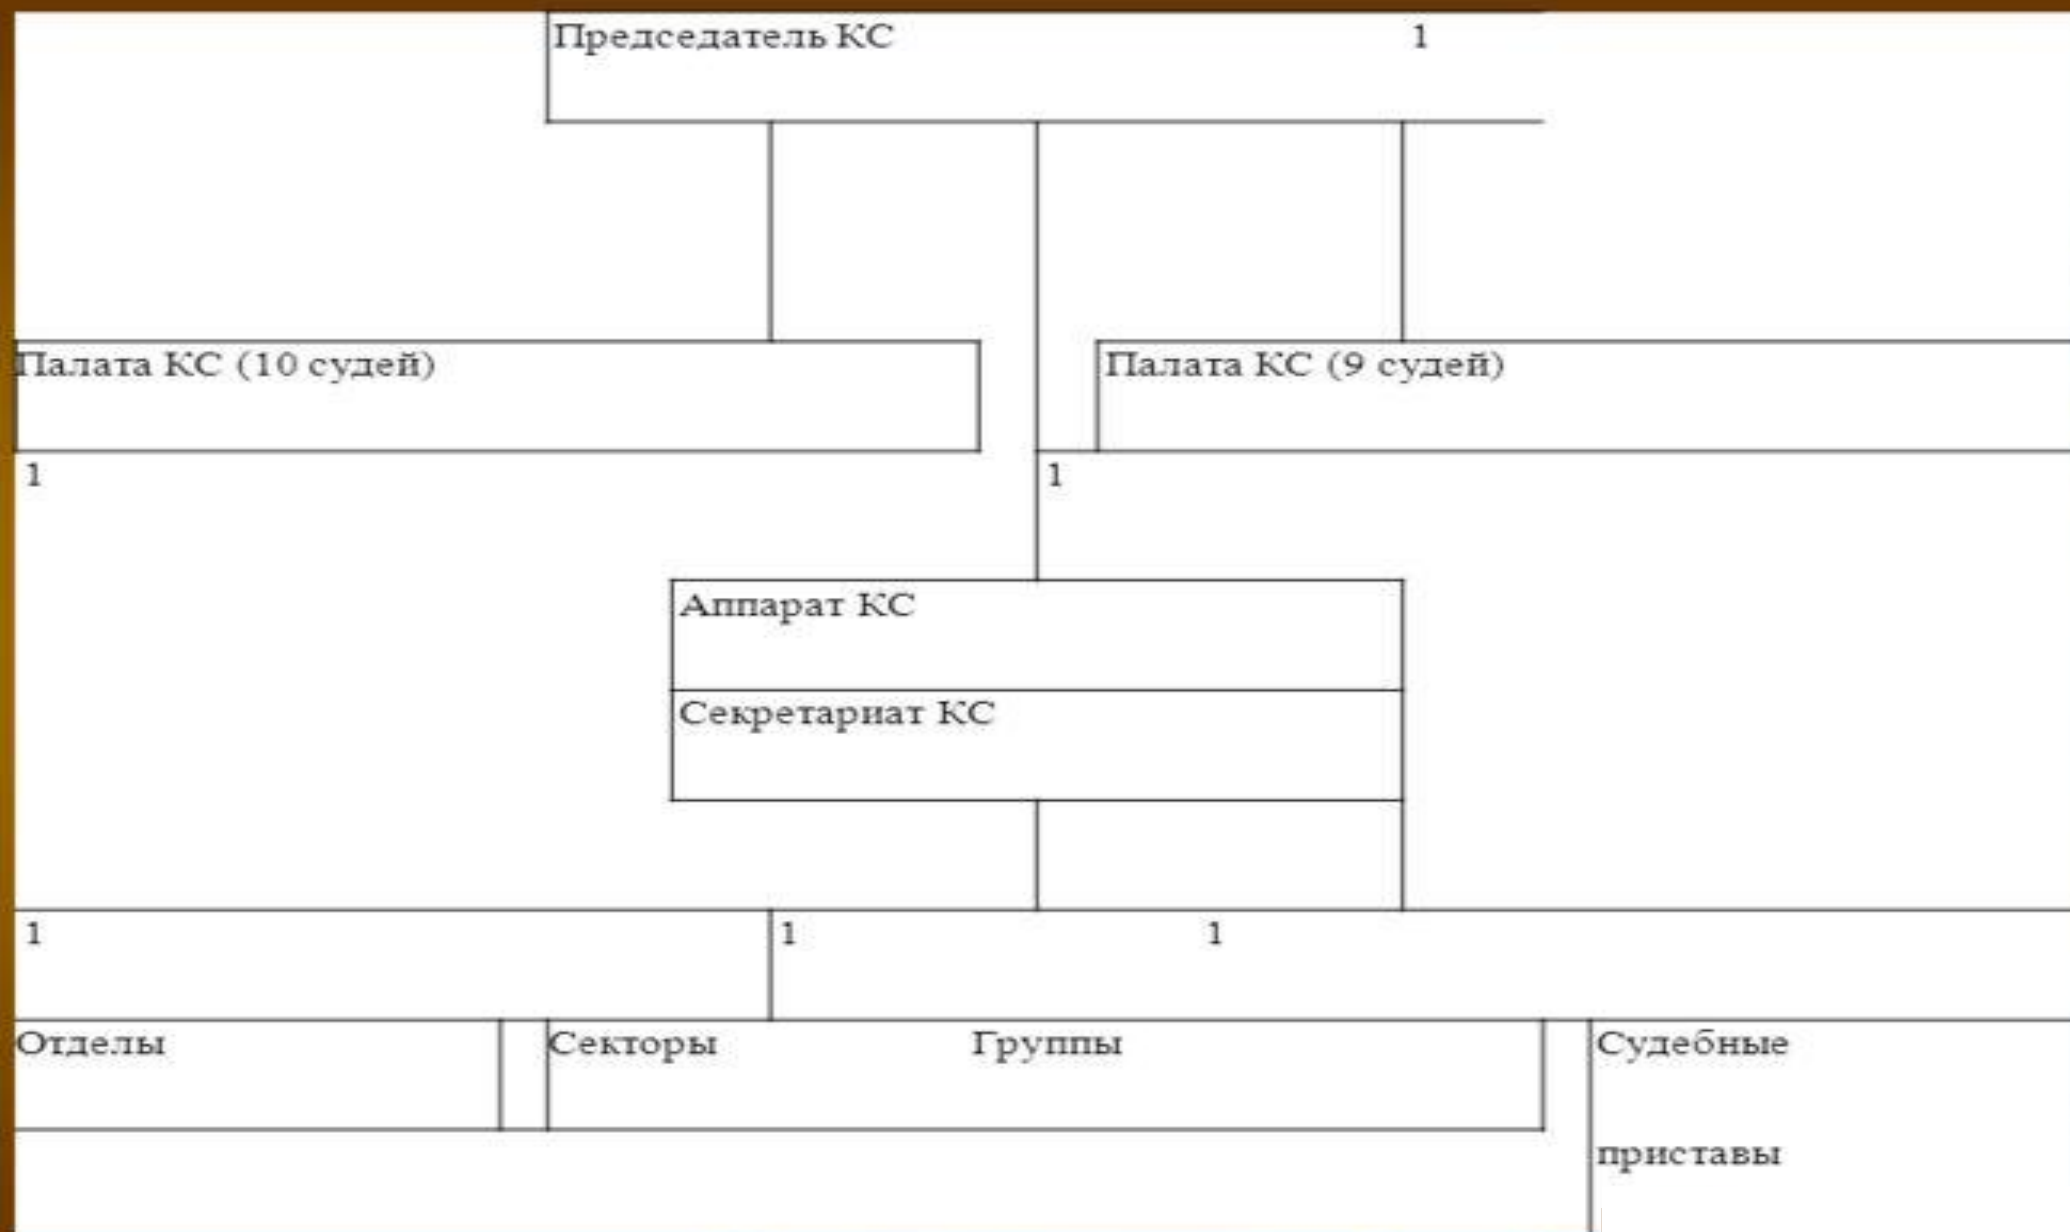 Председатель КС 1
Палата КС (10 судей) Палата КС (9 судей)
1 1
Аппарат КС
Секретариат КС
1 1 1
Отделы Секторы Группы Судебные
приставы